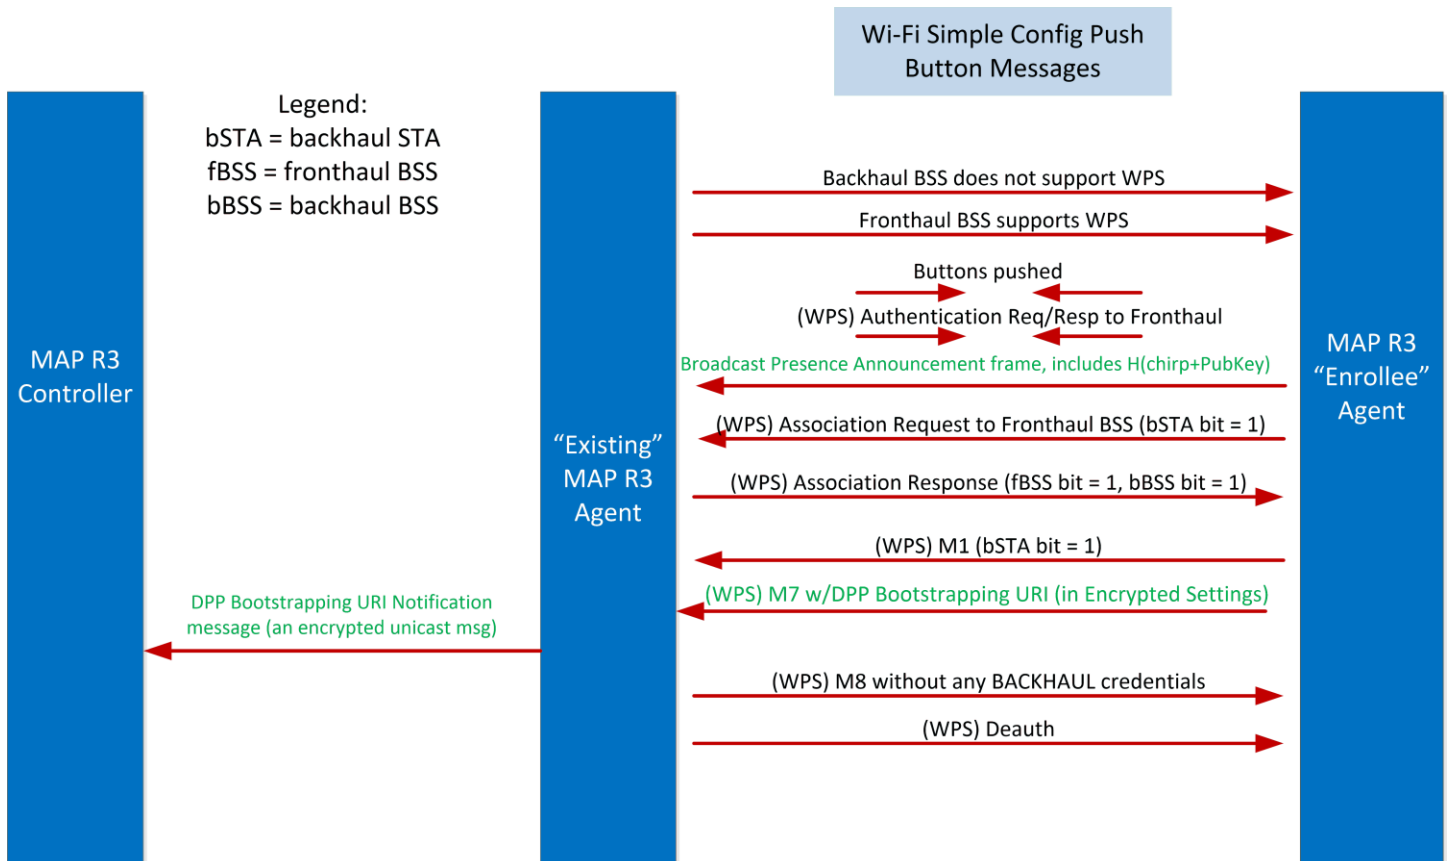 Wi-Fi Simple Config Push
Button Messages
Legend:
bSTA = backhaul STA
fBSS = fronthaul BSS
bBSS = backhaul BSS
MAP R3
Controller
“Existing”
MAP R3
Agent
MAP R3
“Enrollee”
Agent
Backhaul BSS does not support WPS
Fronthaul BSS supports WPS
Buttons pushed
(WPS) Authentication Req/Resp to Fronthaul
Broadcast Presence Announcement frame, includes H(chirp+PubKey)
(WPS) Association Request to Fronthaul BSS (bSTA bit = 1)
(WPS) Association Response (fBSS bit = 1, bBSS bit = 1)
(WPS) M1 (bSTA bit = 1)
(WPS) M7 w/DPP Bootstrapping URI (in Encrypted Settings)
DPP Bootstrapping URI Notification
message (an encrypted unicast msg)
(WPS) M8 without any BACKHAUL credentials
(WPS) Deauth